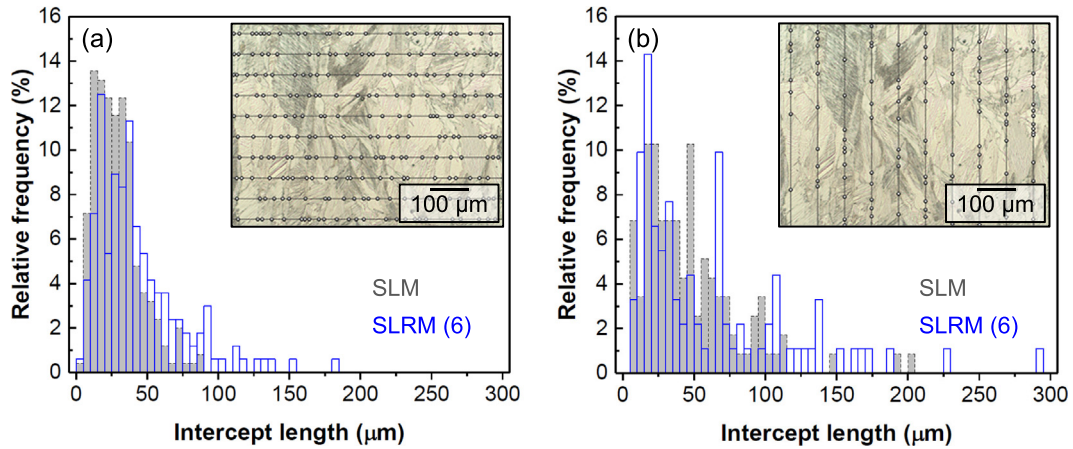 (a)
16
14
12
10
8
6
4
2
0
Relative frequency (%)
100 μm
SLM
SLRM (6)
0 50 100 150 200 250 300
Intercept length (μm)
(b)
16
14
12
10
8
6
4
2
0
Relative frequency (%)
100 μm
SLM
SLRM (6)
0 50 100 150 200 250 300
Intercept length (μm)